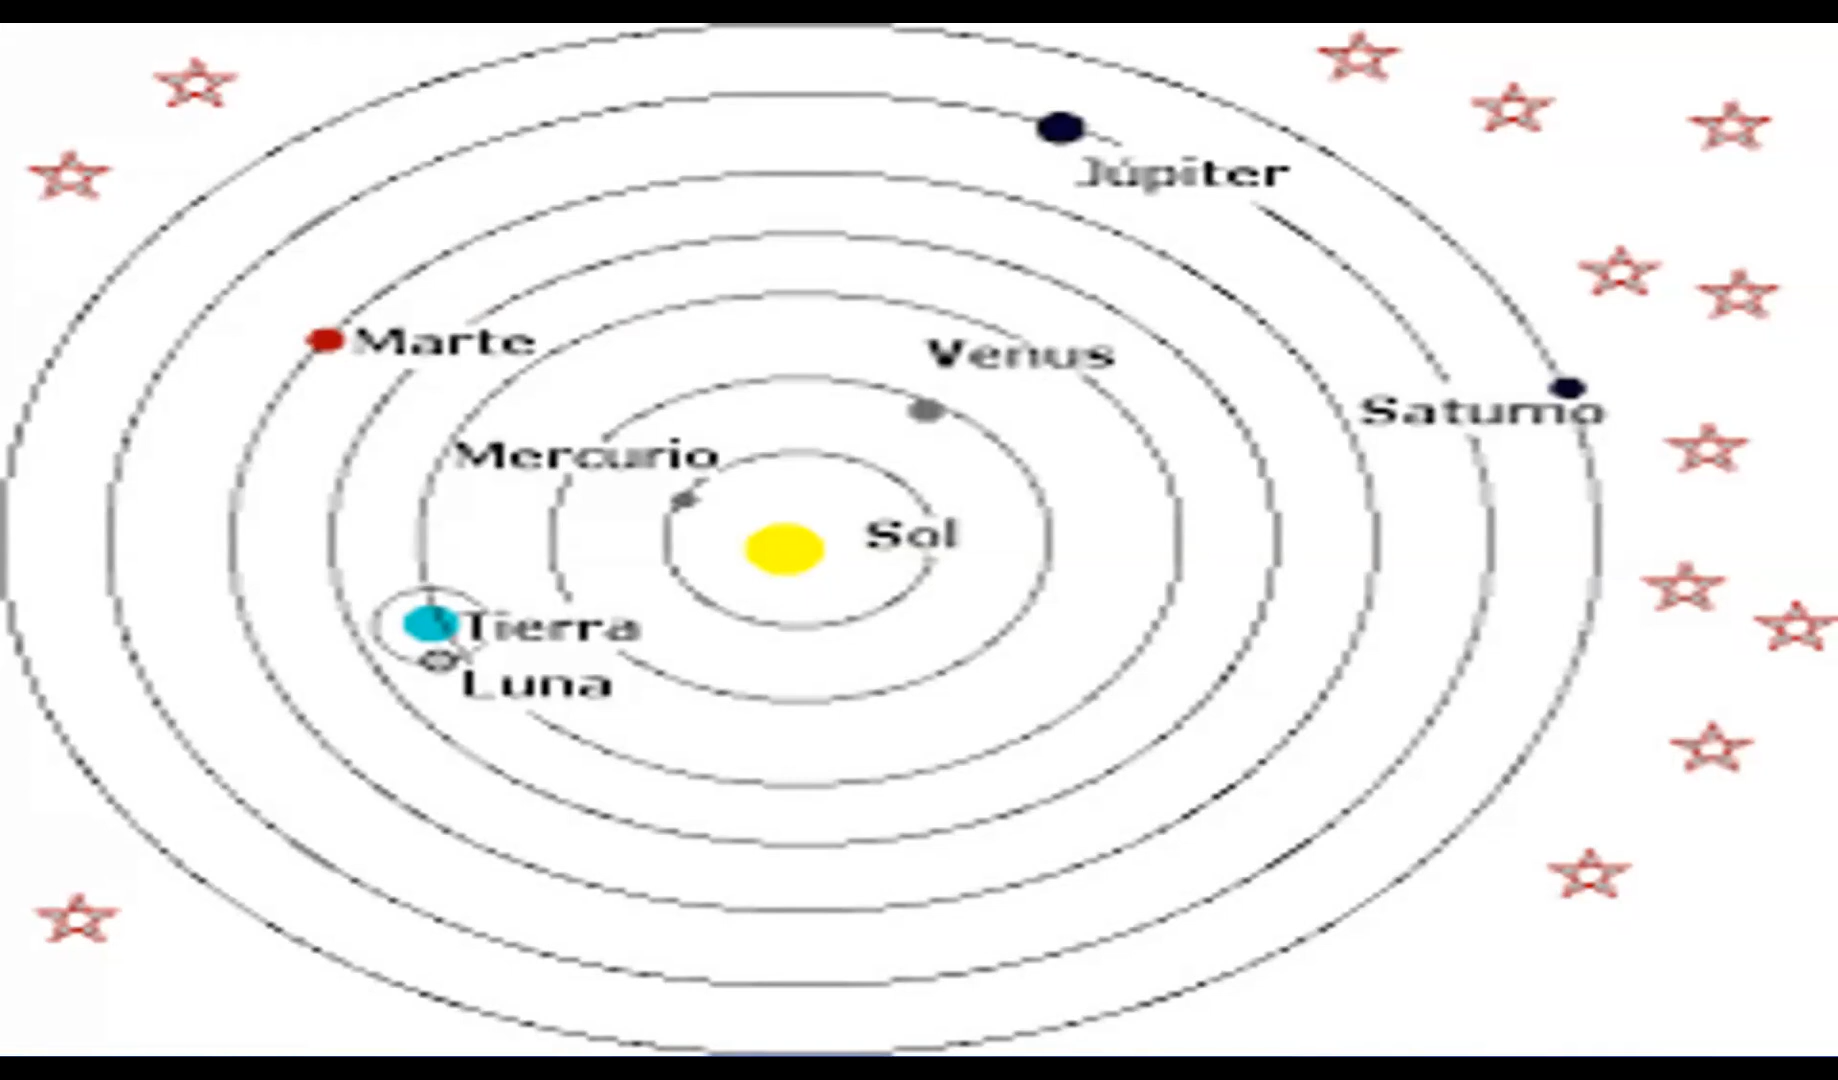 Júpiter
Marte
Venus
Saturno
Mercurio
Sol
Tierra
Luna